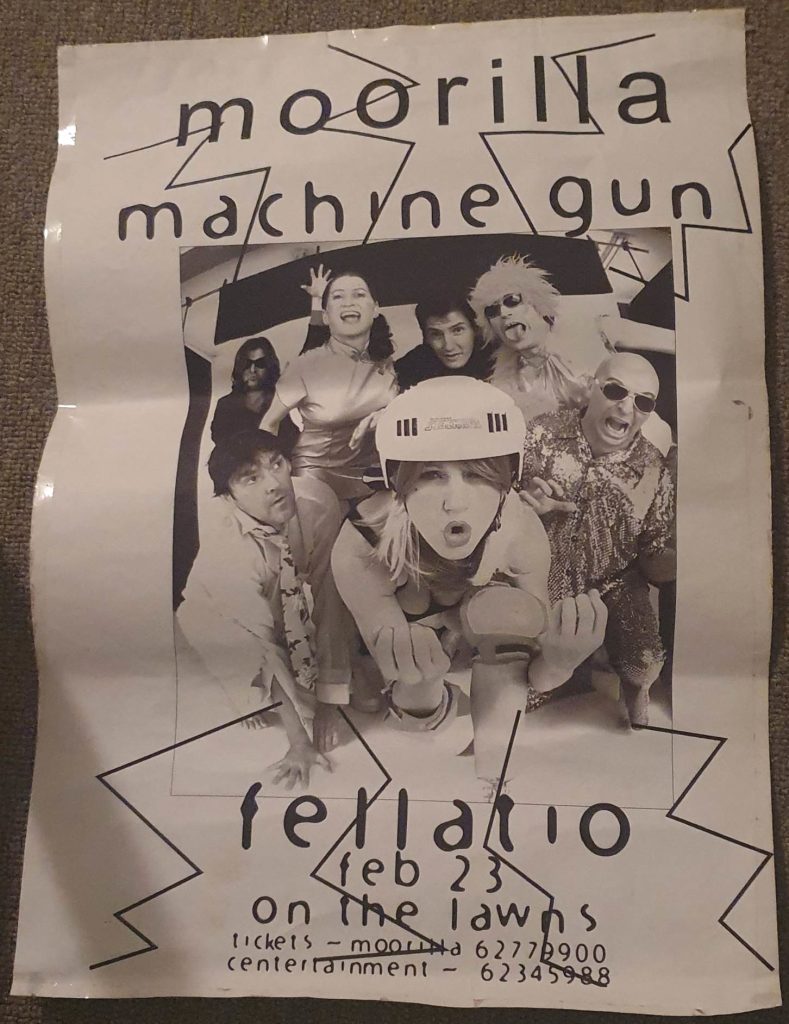 moorilla
machine gun
fellatio
feb 23
on the lawns
tickets - moorilla 62779900
centertainment - 62345988